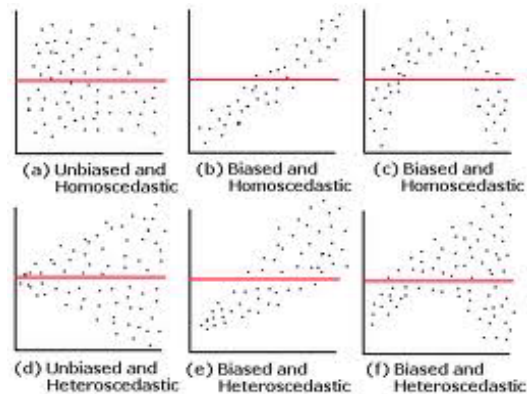 (a) Unbiased and
Homoscedastic
(b) Biased and
Homoscedastic
(c) Biased and
Homoscedastic
(d) Unbiased and
Heteroscedastic
(e) Biased and
Heteroscedastic
(f) Biased and
Heteroscedastic